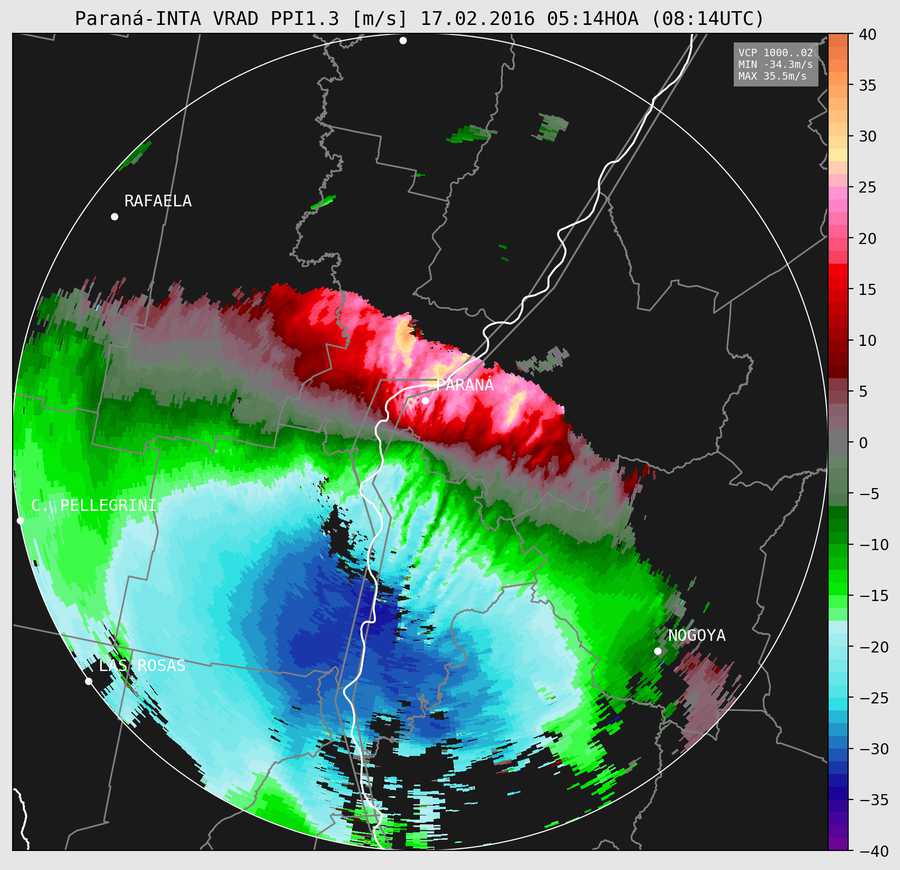 Paraná-INTA VRAD PPI1.3 [m/s] 17.02.2016 05:14HOA (08:14UTC)
VCP 1000..02
MIN -34.3m/s
MAX 35.5m/s
RAFAELA
PARANÁ
C. PELLEGRINI
NOGOYA
LAS ROSAS
40
35
30
25
20
15
10
5
0
−5
−10
−15
−20
−25
−30
−35
−40